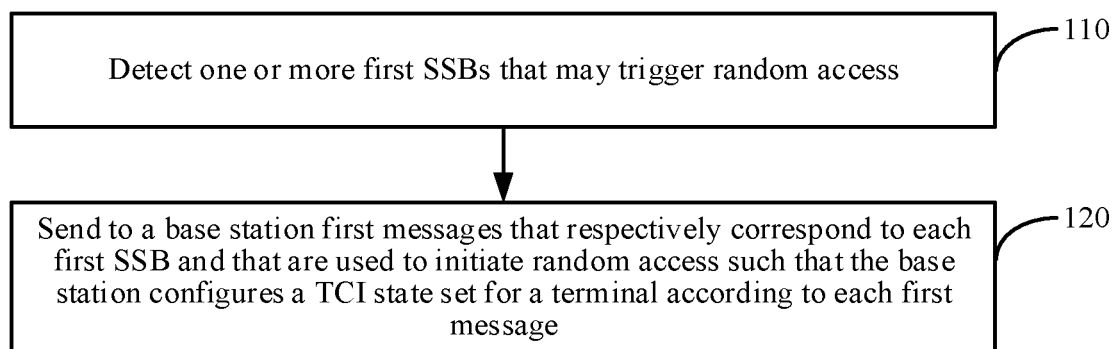 110
Detect one or more first SSBs that may trigger random access
120
Send to a base station first messages that respectively correspond to each
first SSB and that are used to initiate random access such that the base
station configures a TCI state set for a terminal according to each first
message